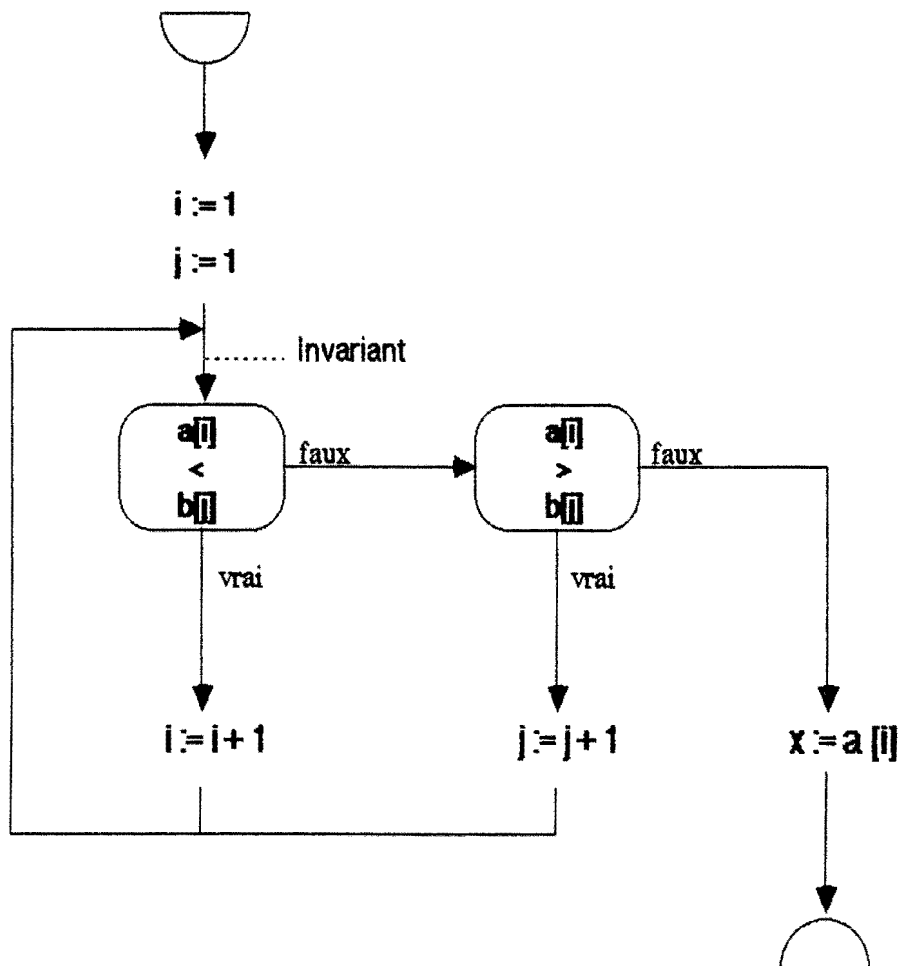 i := 1
j := 1
Invariant
a[i]
<
b[j]
faux
a[i]
>
b[j]
faux
vrai
vrai
i := i + 1
j := j + 1
x := a [i]